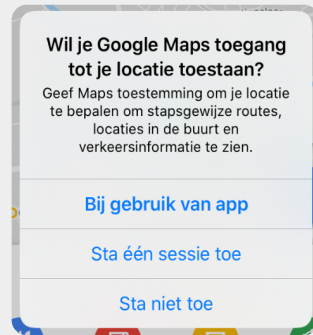 Wil je Google Maps toegang
tot je locatie toestaan?
Geef Maps toestemming om je locatie
te bepalen om stapsgewijze routes,
locaties in de buurt en
verkeersinformatie te zien.
Bij gebruik van app
Sta één sessie toe
Sta niet toe